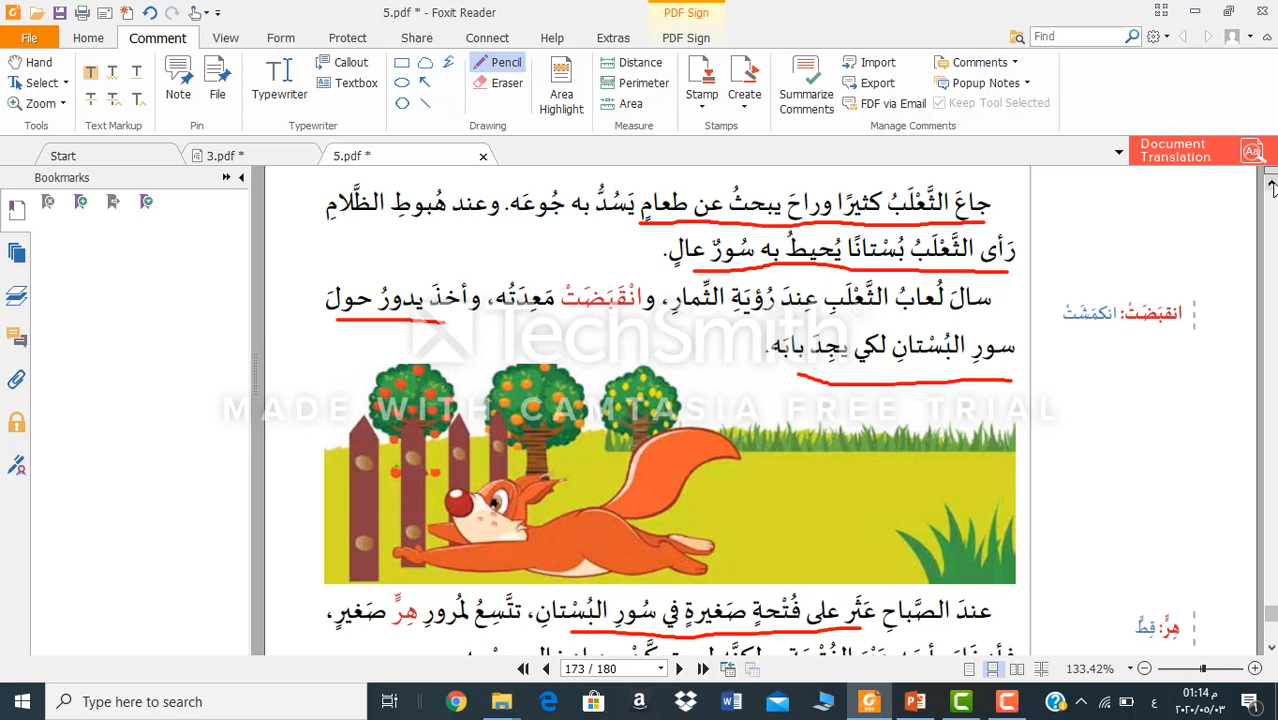 5.pdf * - Foxit Reader
PDF Sign
File Home Comment View Form Protect Share Connect Help Extras PDF Sign
Find
Hand
Select
Zoom
Tools
Text Markup
Note
File
Pin
Typewriter
Callout
Textbox
Typewriter
Pencil
Eraser
Drawing
Area Highlight
Distance
Perimeter
Area
Measure
Stamp
Create
Stamps
Summarize Comments
Import
Export
FDF via Email
Comments
Popup Notes
Keep Tool Selected
Manage Comments
Start
3.pdf *
5.pdf *
Document Translation
Bookmarks
جاعَ الثَّعْلَبُ كثيرًا وراحَ يبحثُ عن طعامٍ يَسُدُّ به جُوعَه. وعند هُبوطِ الظَّلامِ
رَأى الثَّعْلَبُ بُسْتانًا يُحيطُ به سُورٌ عالٍ.
سالَ لُعابُ الثَّعْلَبِ عِندَ رُؤيَةِ الثِّمارِ، وانْقَبَضَتْ مَعِدَتُه، وأخذَ يدورُ حولَ
انقبَضَتْ: انكمَشَتْ
سورِ البُسْتانِ لكي يجِدَ بابَه.
TechSmith
MADE WITH CAMTASIA FREE TRIAL
عندَ الصَّباحِ عَثَر على فُتْحةٍ صَغيرةٍ في سُورِ البُسْتانِ، تتَّسِعُ لمُرورِ هِرٍّ صَغيرٍ،
هِرٍّ: قِطٍّ
173 / 180
133.42%
Type here to search
ع
01:14 م
٢٠٢٠/٠٥/٠٣